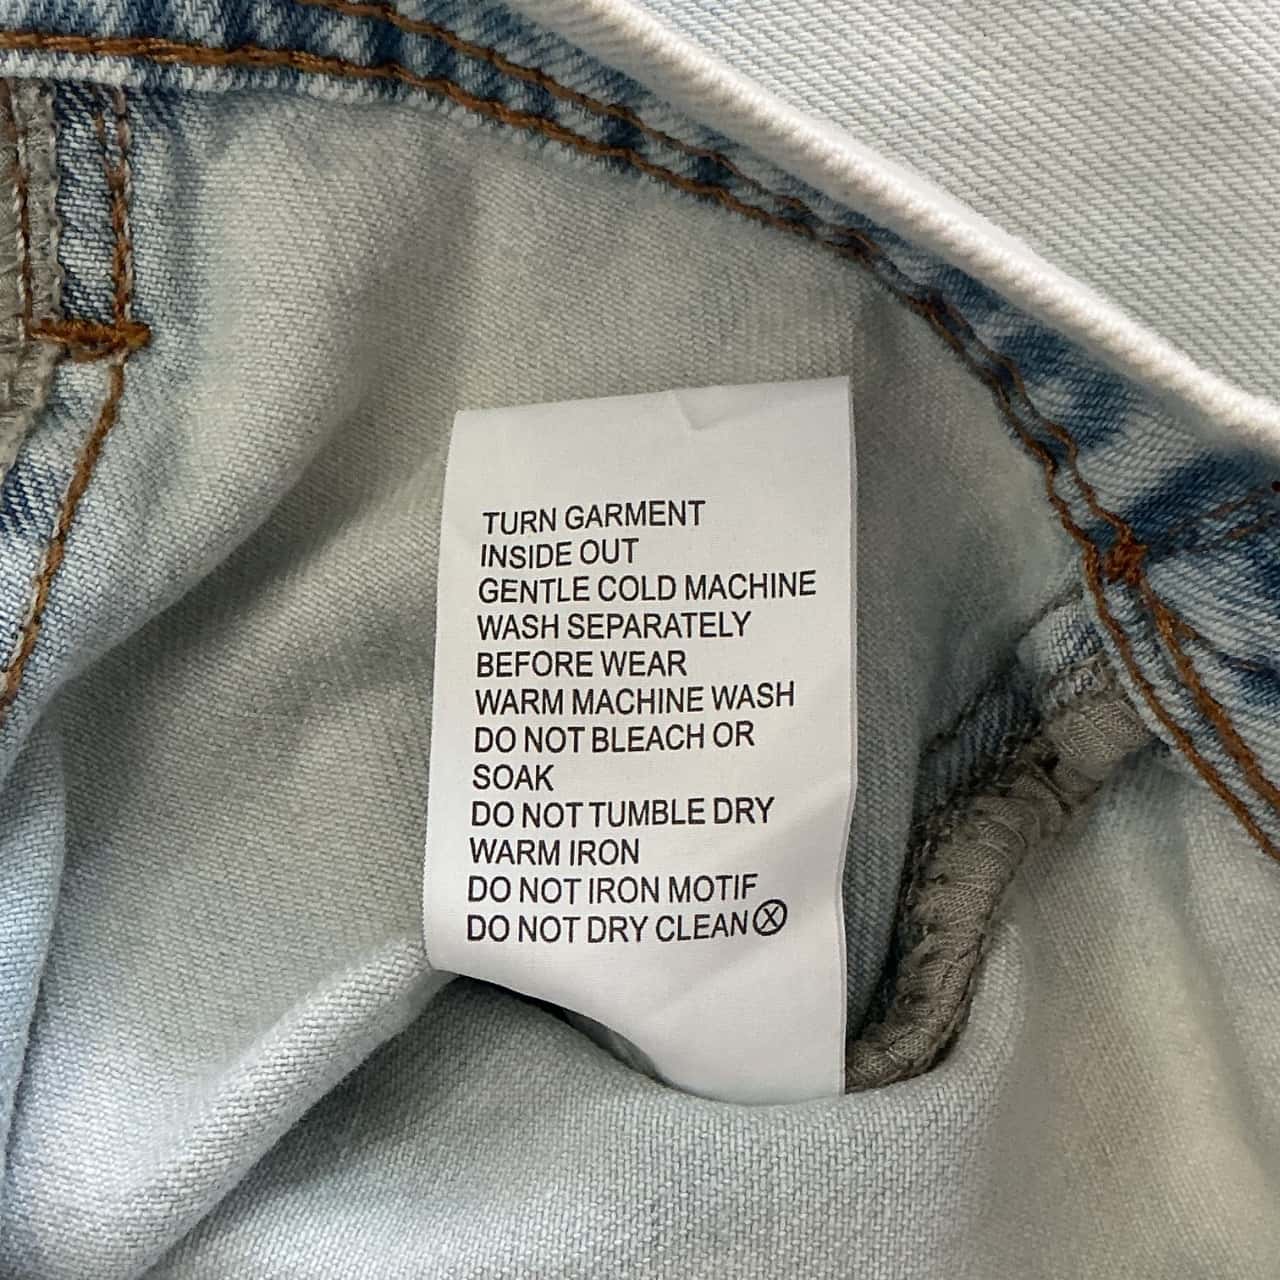 TURN GARMENT
INSIDE OUT
GENTLE COLD MACHINE
WASH SEPARATELY
BEFORE WEAR
WARM MACHINE WASH
DO NOT BLEACH OR
SOAK
DO NOT TUMBLE DRY
WARM IRON
DO NOT IRON MOTIF
DO NOT DRY CLEAN Ⓧ